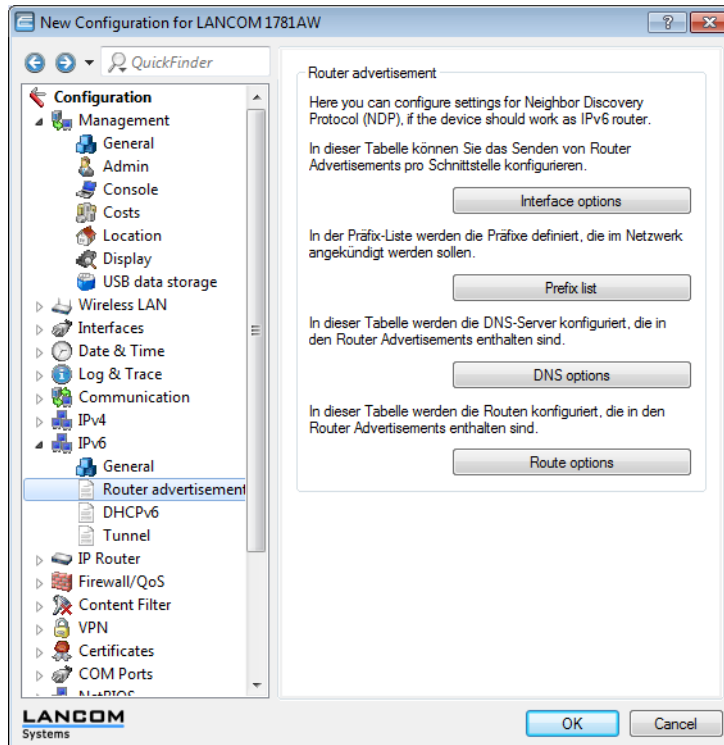 New Configuration for LANCOM 1781AW
QuickFinder
Configuration
Management
General
Admin
Console
Costs
Location
Display
USB data storage
Wireless LAN
Interfaces
Date & Time
Log & Trace
Communication
IPv4
IPv6
General
Router advertisement
DHCPv6
Tunnel
IP Router
Firewall/QoS
Content Filter
VPN
Certificates
COM Ports
NetBIOS
Router advertisement
Here you can configure settings for Neighbor Discovery
Protocol (NDP), if the device should work as IPv6 router.
In dieser Tabelle können Sie das Senden von Router
Advertisements pro Schnittstelle konfigurieren.
Interface options
In der Präfix-Liste werden die Präfixe definiert, die im Netzwerk
angekündigt werden sollen.
Prefix list
In dieser Tabelle werden die DNS-Server konfiguriert, die in
den Router Advertisements enthalten sind.
DNS options
In dieser Tabelle werden die Routen konfiguriert, die in den
Router Advertisements enthalten sind.
Route options
LANCOM
Systems
OK
Cancel